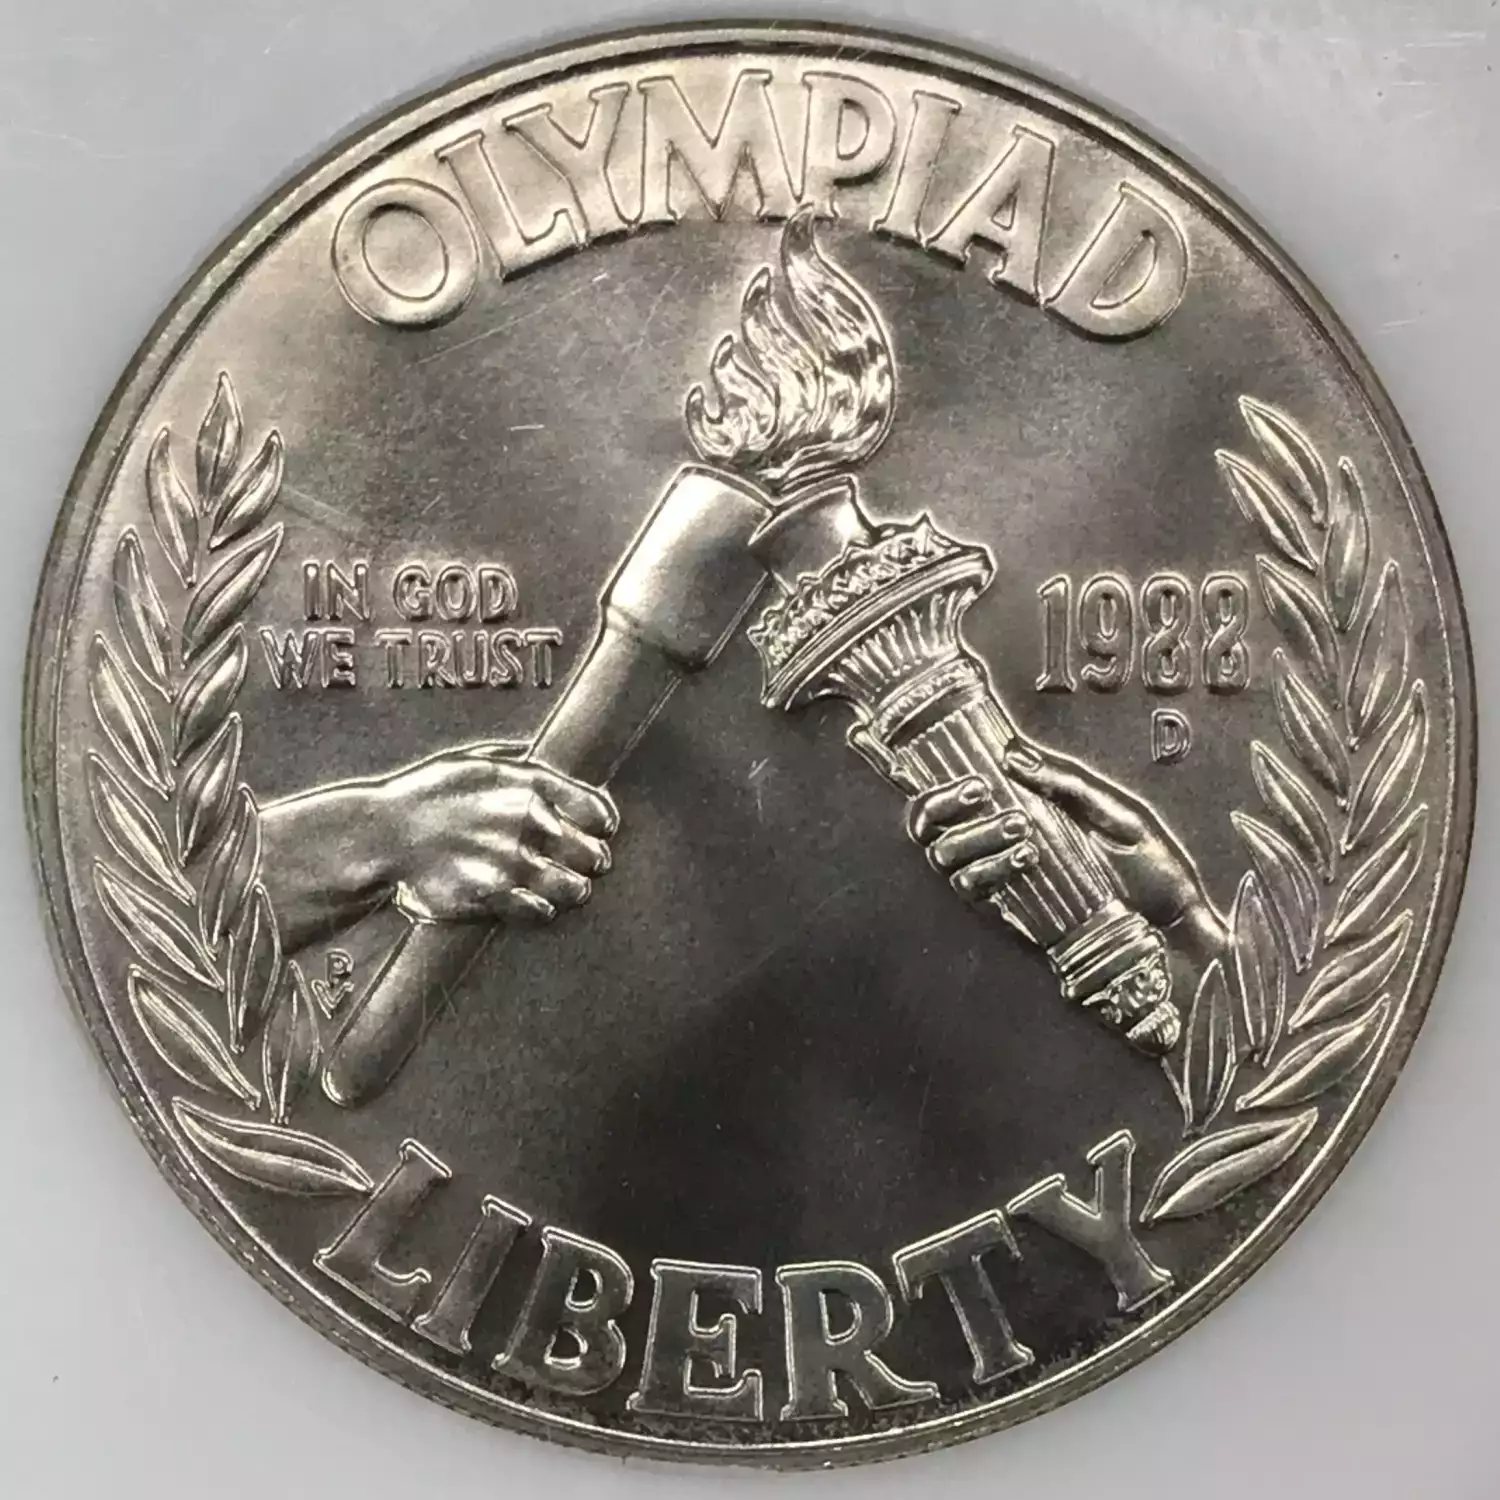 OLYMPIAD
IN GOD
WE TRUST
1988
D
LIBERTY